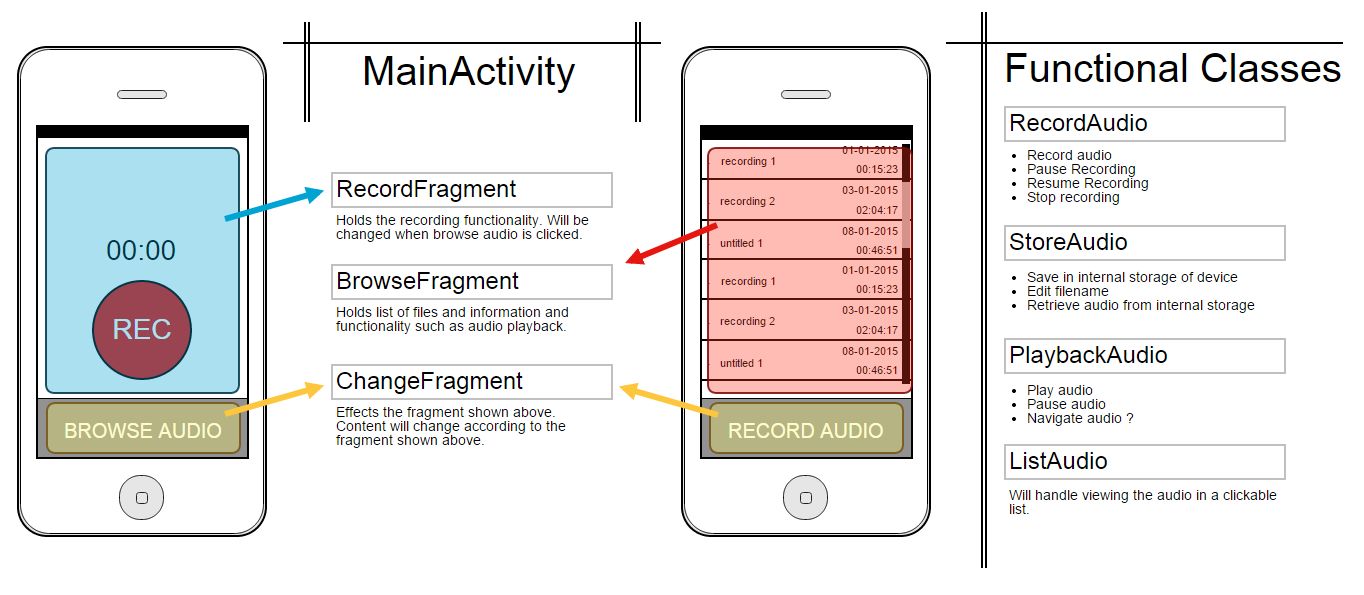 MainActivity
Functional Classes
00:00
REC
BROWSE AUDIO
RecordFragment
Holds the recording functionality. Will be
changed when browse audio is clicked.
BrowseFragment
Holds list of files and information and
functionality such as audio playback.
ChangeFragment
Effects the fragment shown above.
Content will change according to the
fragment shown above.
01-01-2015
recording 1
00:15:23
03-01-2015
recording 2
02:04:17
08-01-2015
untitled 1
00:46:51
01-01-2015
recording 1
00:15:23
03-01-2015
recording 2
02:04:17
08-01-2015
untitled 1
00:46:51
RECORD AUDIO
RecordAudio
• Record audio
• Pause Recording
• Resume Recording
• Stop recording
StoreAudio
• Save in internal storage of device
• Edit filename
• Retrieve audio from internal storage
PlaybackAudio
• Play audio
• Pause audio
• Navigate audio ?
ListAudio
Will handle viewing the audio in a clickable
list.